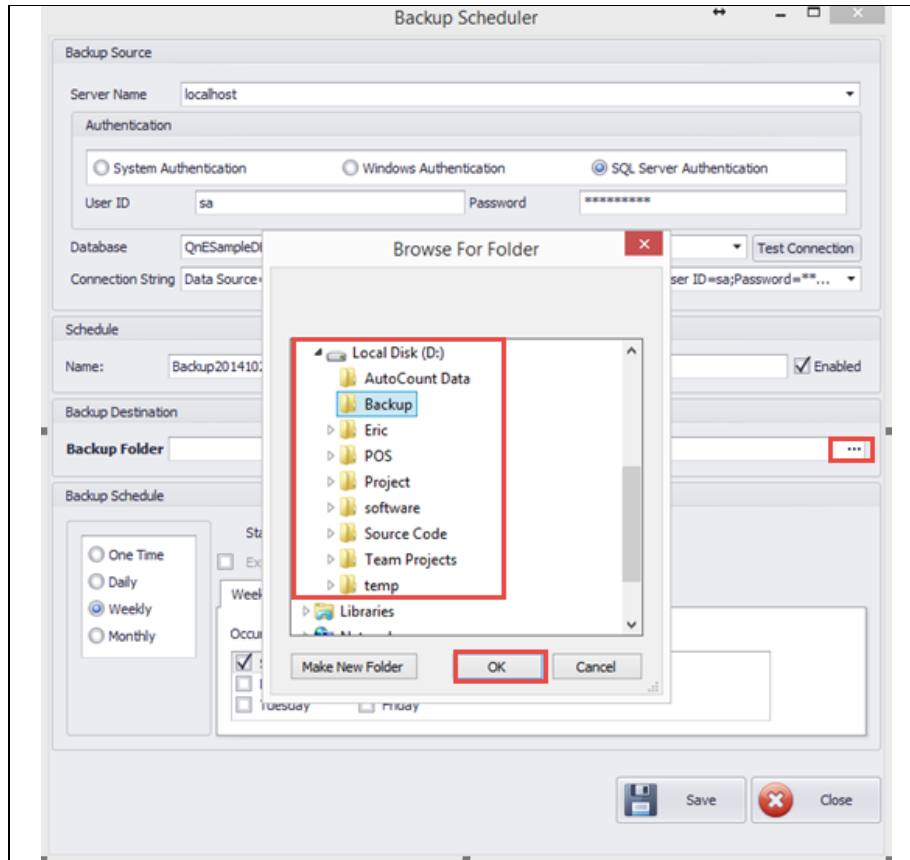 Backup Scheduler
Backup Source
Server Name localhost
Authentication
System Authentication Windows Authentication SQL Server Authentication
User ID sa Password *********
Database QnESampleD Test Connection
Connection String Data Source ser ID=sa;Password=**...
Browse For Folder
Local Disk (D:)
AutoCount Data
Backup
Eric
POS
Project
software
Source Code
Team Projects
temp
Libraries
Make New Folder OK Cancel
Schedule
Name: Backup201410 Enabled
Backup Destination
Backup Folder ...
Backup Schedule
One Time
Daily
Weekly
Monthly
Tuesday Friday
Save Close